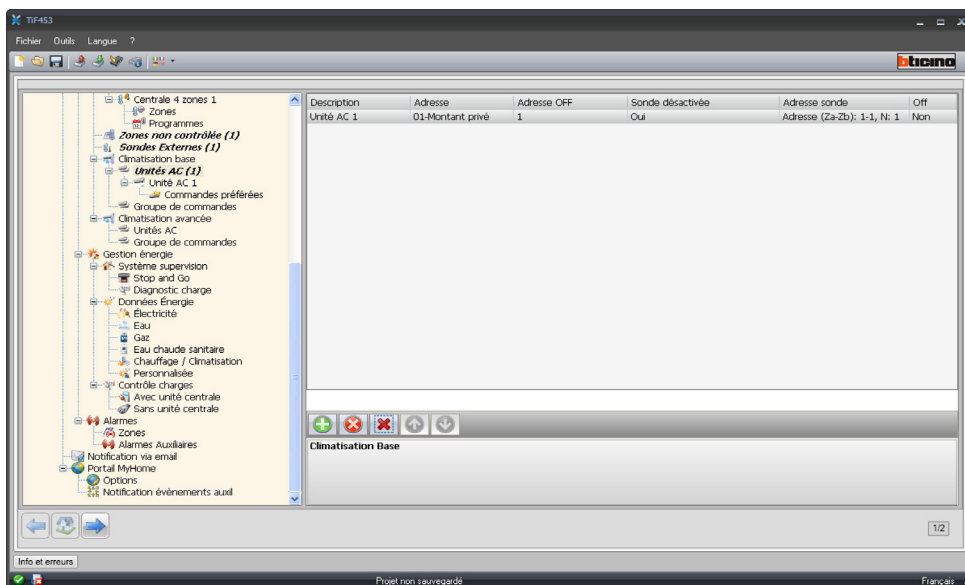 TIF453
Fichier Outils Langue ?
bticino
Centrale 4 zones 1
Zones
Programmes
Zones non contrôlée (1)
Sondes Externes (1)
Climatisation base
Unités AC (1)
Unité AC 1
Commandes préférées
Groupe de commandes
Climatisation avancée
Unités AC
Groupe de commandes
Gestion énergie
Système supervision
Stop and Go
Diagnostic charge
Données Énergie
Électricité
Eau
Gaz
Eau chaude sanitaire
Chauffage / Climatisation
Personnalisée
Contrôle charges
Avec unité centrale
Sans unité centrale
Alarmes
Zones
Alarmes Auxiliaires
Notification via email
Portail MyHome
Options
Notification évènements auxil
Description Adresse Adresse OFF Sonde désactivée Adresse sonde Off
Unité AC 1 01-Montant privé 1 Oui Adresse (Za-Zb): 1-1, N: 1 Non
Climatisation Base
1/2
Info et erreurs
Projet non sauvegardé Français